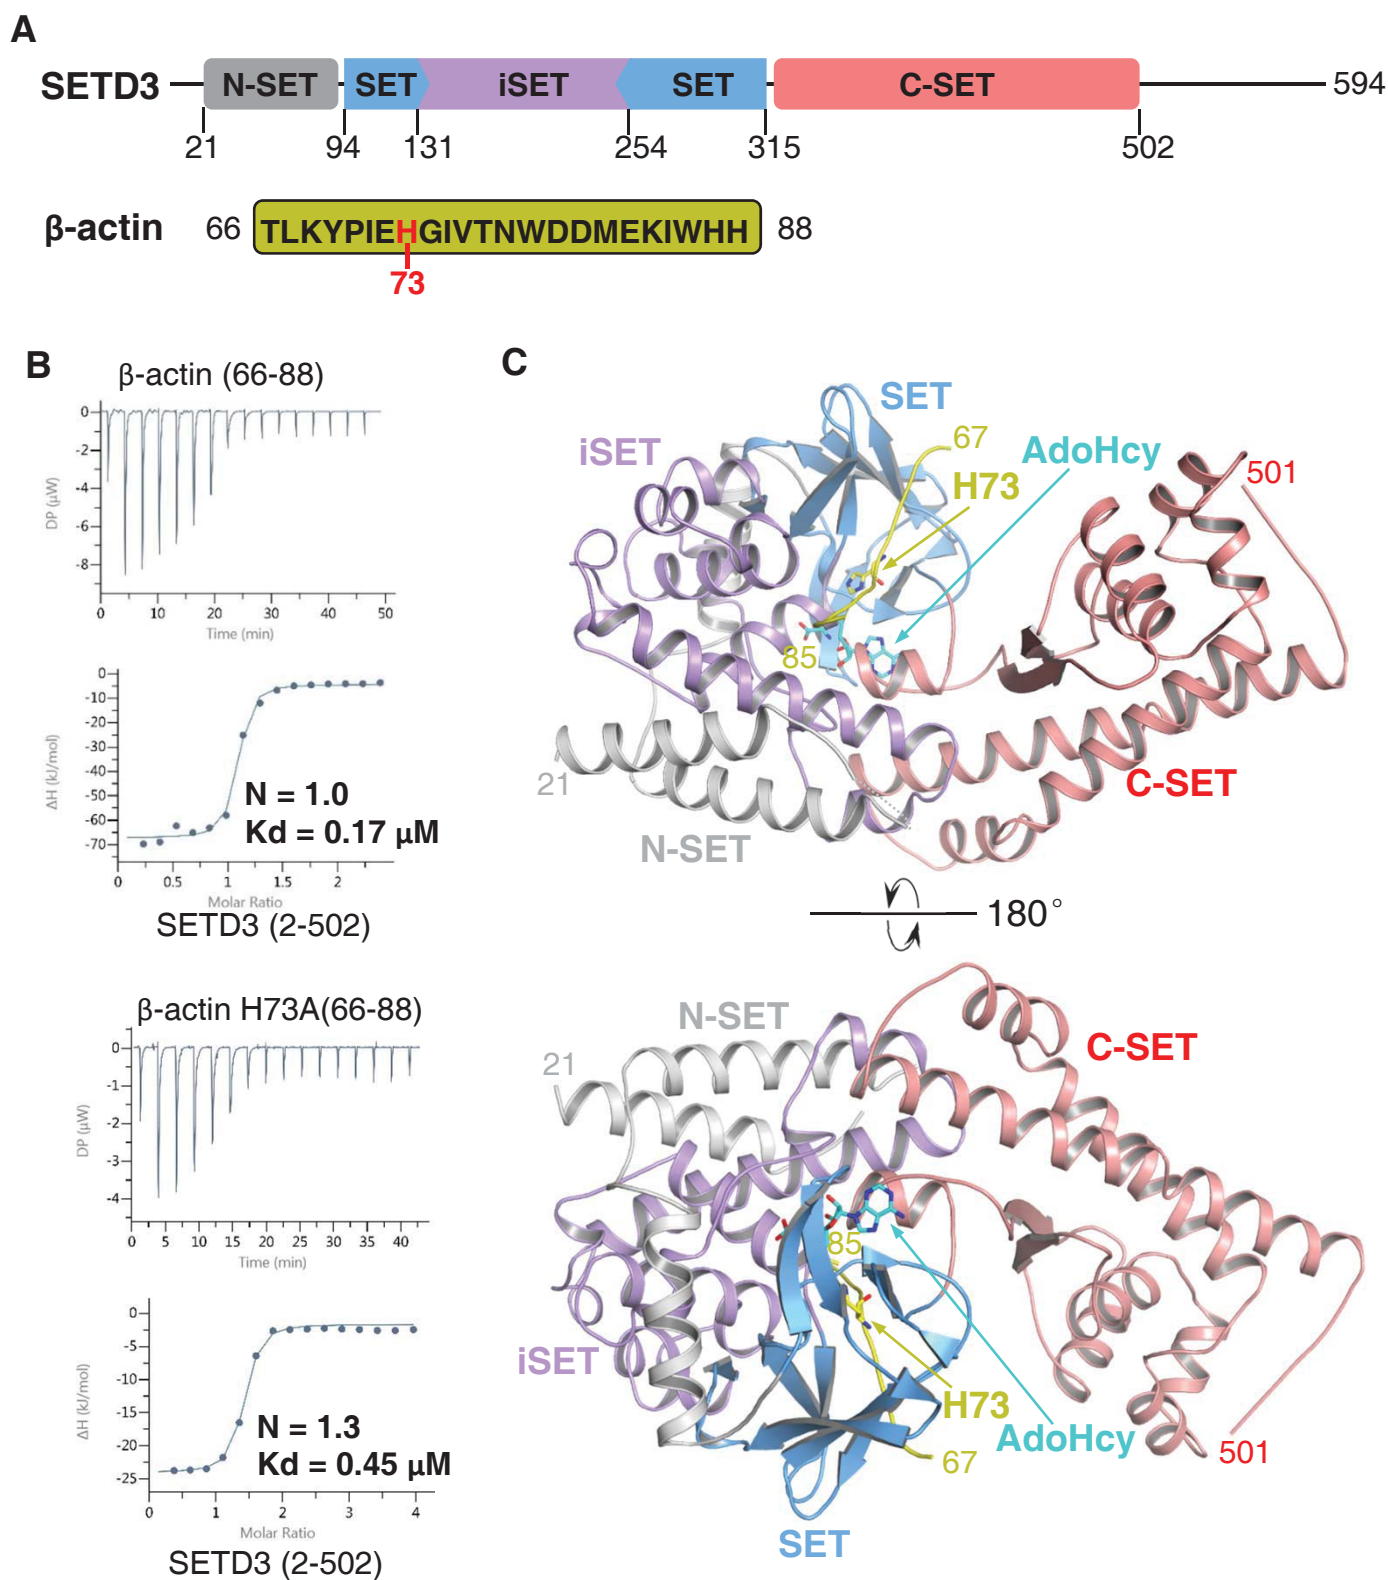 A
SETD3 N-SET SET iSET SET C-SET 594
21 94 131 254 315 502
β-actin 66 TLKYPIEHGIVTNWDDMEKIWHH 88
73
B
β-actin (66-88)
0
-2
-4
-6
-8
DP (µW)
0 10 20 30 40 50
Time (min)
0
-10
-20
-30
-40
-50
-60
-70
ΔH (kJ/mol)
N = 1.0
Kd = 0.17 µM
0 0.5 1 1.5 2
Molar Ratio
SETD3 (2-502)
β-actin H73A(66-88)
0
-1
-2
-3
-4
DP (µW)
0 5 10 15 20 25 30 35 40
Time (min)
0
-5
-10
-15
-20
-25
ΔH (kJ/mol)
N = 1.3
Kd = 0.45 µM
0 1 2 3 4
Molar Ratio
SETD3 (2-502)
C
SET
iSET
67
AdoHcy
H73
501
85
21
C-SET
N-SET
180°
N-SET
C-SET
21
85
iSET
H73
AdoHcy
67
501
SET